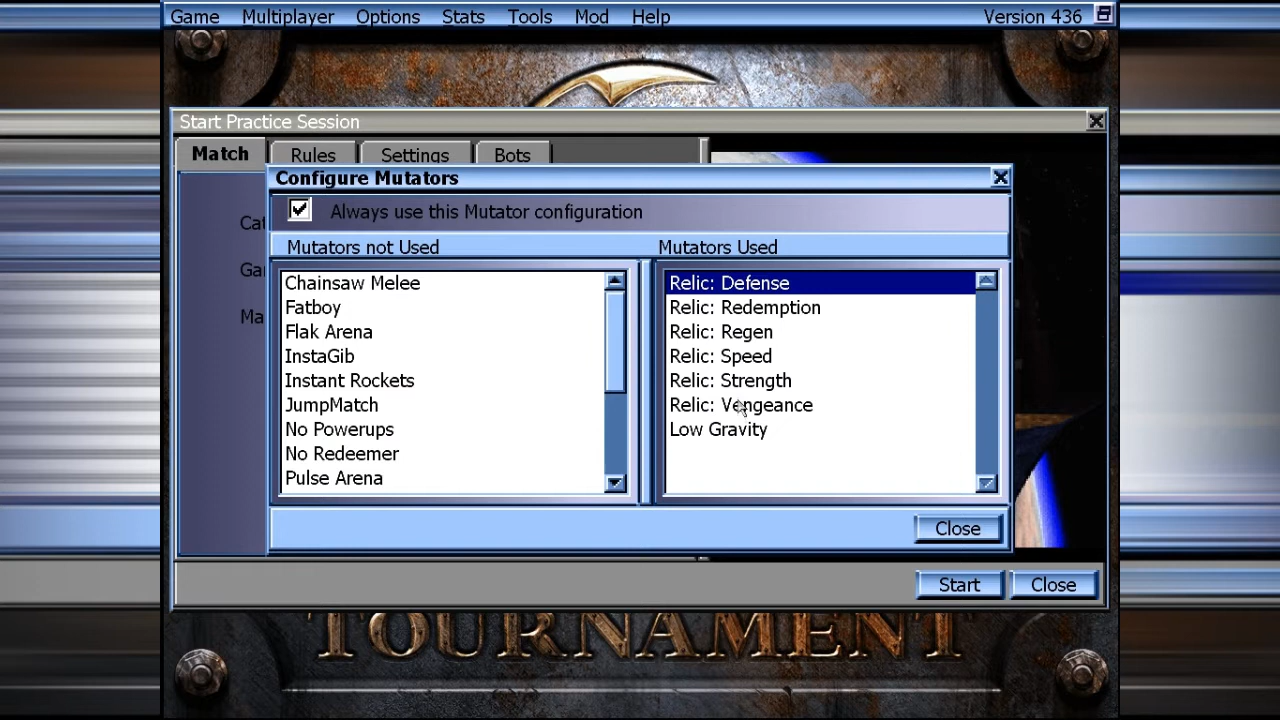 Game Multiplayer Options Stats Tools Mod Help Version 436
Start Practice Session
Match Rules Settings Bots
Configure Mutators
Always use this Mutator configuration
Cat
Mutators not Used
Mutators Used
Chainsaw Melee
Fatboy
Flak Arena
InstaGib
Instant Rockets
JumpMatch
No Powerups
No Redeemer
Pulse Arena
Relic: Defense
Relic: Redemption
Relic: Regen
Relic: Speed
Relic: Strength
Relic: Vengeance
Low Gravity
Ga
Ma
Close
Start Close
TOURNAMENT